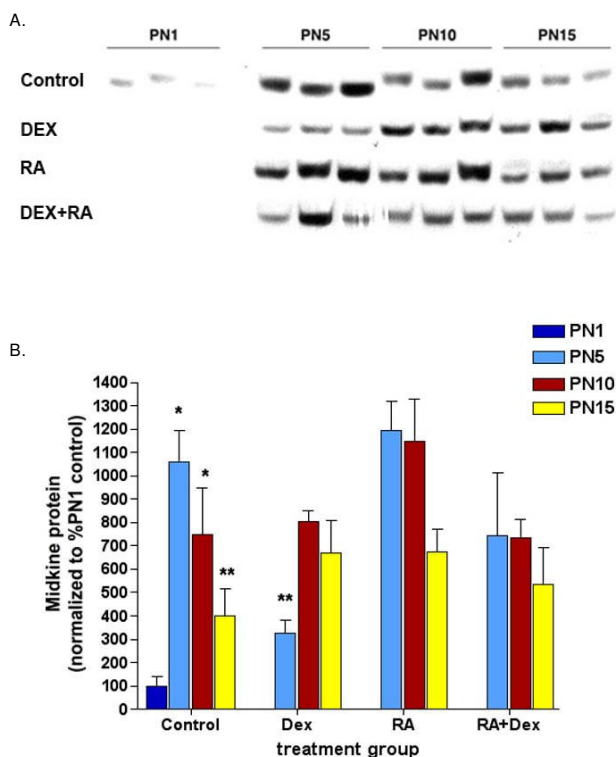 A.
PN1 PN5 PN10 PN15
Control
DEX
RA
DEX+RA
B.
PN1
PN5
PN10
PN15
Midkine protein
(normalized to %PN1 control)
1400
1300
1200
1100
1000
900
800
700
600
500
400
300
200
100
0
*
*
**
**
Control Dex RA RA+Dex
treatment group